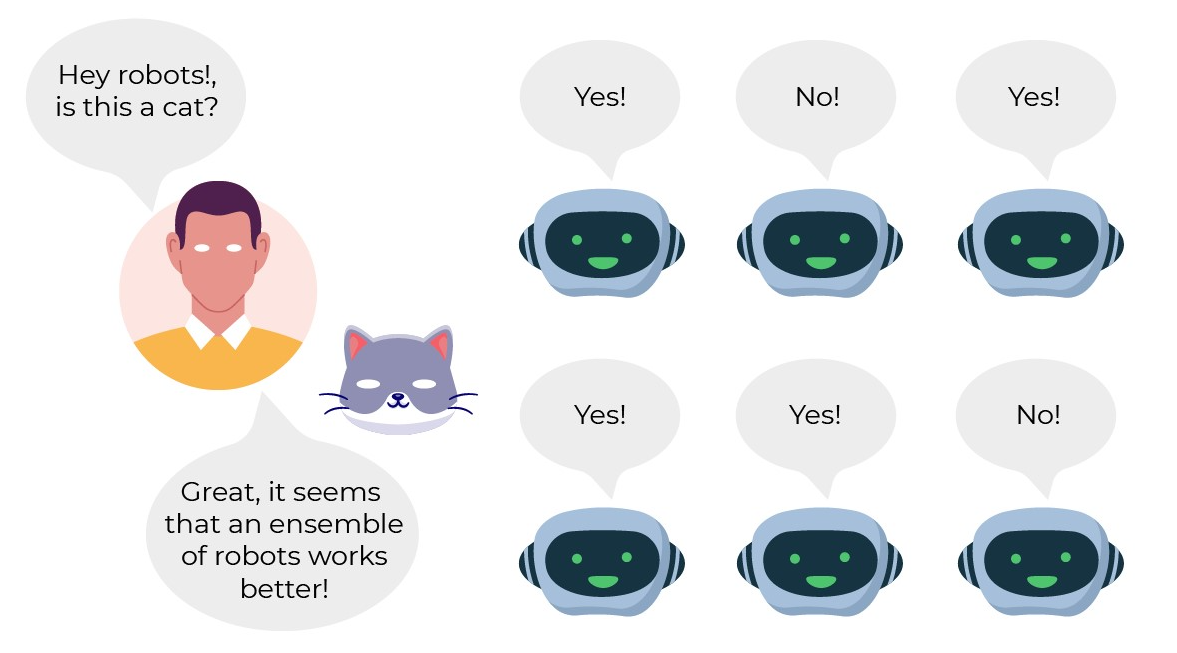 Hey robots!,
is this a cat?
Yes!
No!
Yes!
Yes!
Yes!
No!
Great, it seems
that an ensemble
of robots works
better!